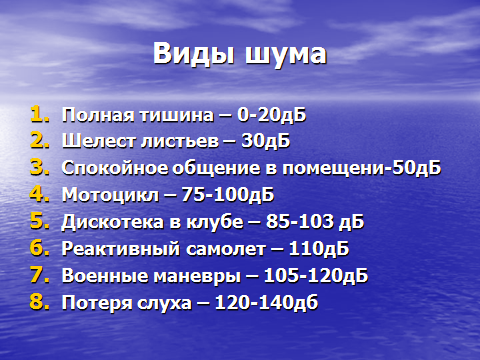 Виды шума
1. Полная тишина – 0-20дБ
2. Шелест листьев – 30дБ
3. Спокойное общение в помещени-50дБ
4. Мотоцикл – 75-100дБ
5. Дискотека в клубе – 85-103 дБ
6. Реактивный самолет – 110дБ
7. Военные маневры – 105-120дБ
8. Потеря слуха – 120-140дб